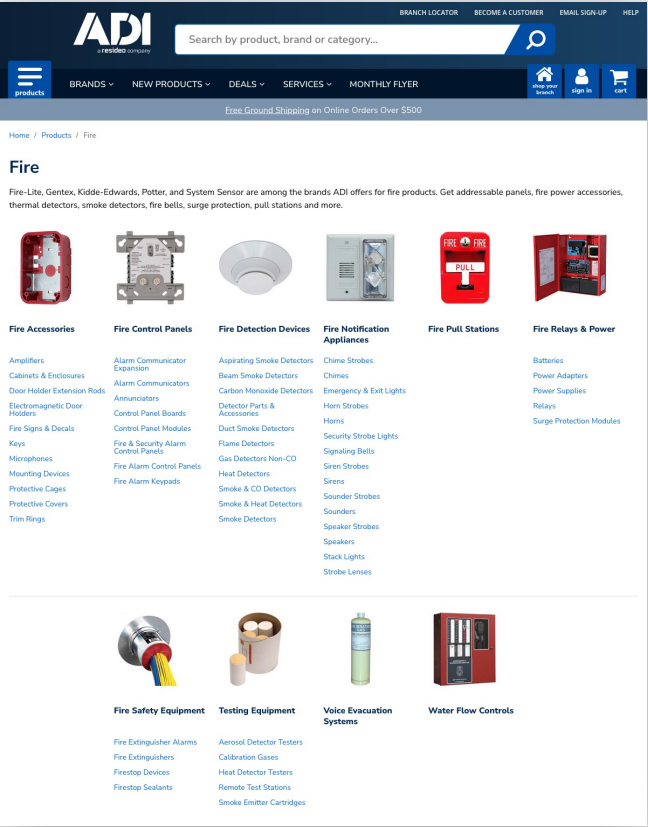 BRANCH LOCATOR BECOME A CUSTOMER EMAIL SIGN-UP HELP
ADI
a resideo company
Search by product, brand or category...
products
BRANDS NEW PRODUCTS DEALS SERVICES MONTHLY FLYER
shop your
branch
sign in
cart
Free Ground Shipping on Online Orders Over $500
Home / Products / Fire
Fire
Fire-Lite, Gentex, Kidde-Edwards, Potter, and System Sensor are among the brands ADI offers for fire products. Get addressable panels, fire power accessories,
thermal detectors, smoke detectors, fire bells, surge protection, pull stations and more.
FIRE FIRE
PULL
Fire Accessories
Amplifiers
Cabinets & Enclosures
Door Holder Extension Rods
Electromagnetic Door
Holders
Fire Signs & Decals
Keys
Microphones
Mounting Devices
Protective Cages
Protective Covers
Trim Rings
Fire Control Panels
Alarm Communicator
Expansion
Alarm Communicators
Annunciators
Control Panel Boards
Control Panel Modules
Fire & Security Alarm
Control Panels
Fire Alarm Control Panels
Fire Alarm Keypads
Fire Detection Devices
Aspirating Smoke Detectors
Beam Smoke Detectors
Carbon Monoxide Detectors
Detector Parts &
Accessories
Duct Smoke Detectors
Flame Detectors
Gas Detectors Non-CO
Heat Detectors
Smoke & CO Detectors
Smoke & Heat Detectors
Smoke Detectors
Fire Notification
Appliances
Chime Strobes
Chimes
Emergency & Exit Lights
Horn Strobes
Horns
Security Strobe Lights
Signaling Bells
Siren Strobes
Sirens
Sounder Strobes
Sounders
Speaker Strobes
Speakers
Stack Lights
Strobe Lenses
Fire Pull Stations
Fire Relays & Power
Batteries
Power Adapters
Power Supplies
Relays
Surge Protection Modules
Fire Safety Equipment
Fire Extinguisher Alarms
Fire Extinguishers
Firestop Devices
Firestop Sealants
Testing Equipment
Aerosol Detector Testers
Calibration Gases
Heat Detector Testers
Remote Test Stations
Smoke Emitter Cartridges
Voice Evacuation
Systems
Water Flow Controls